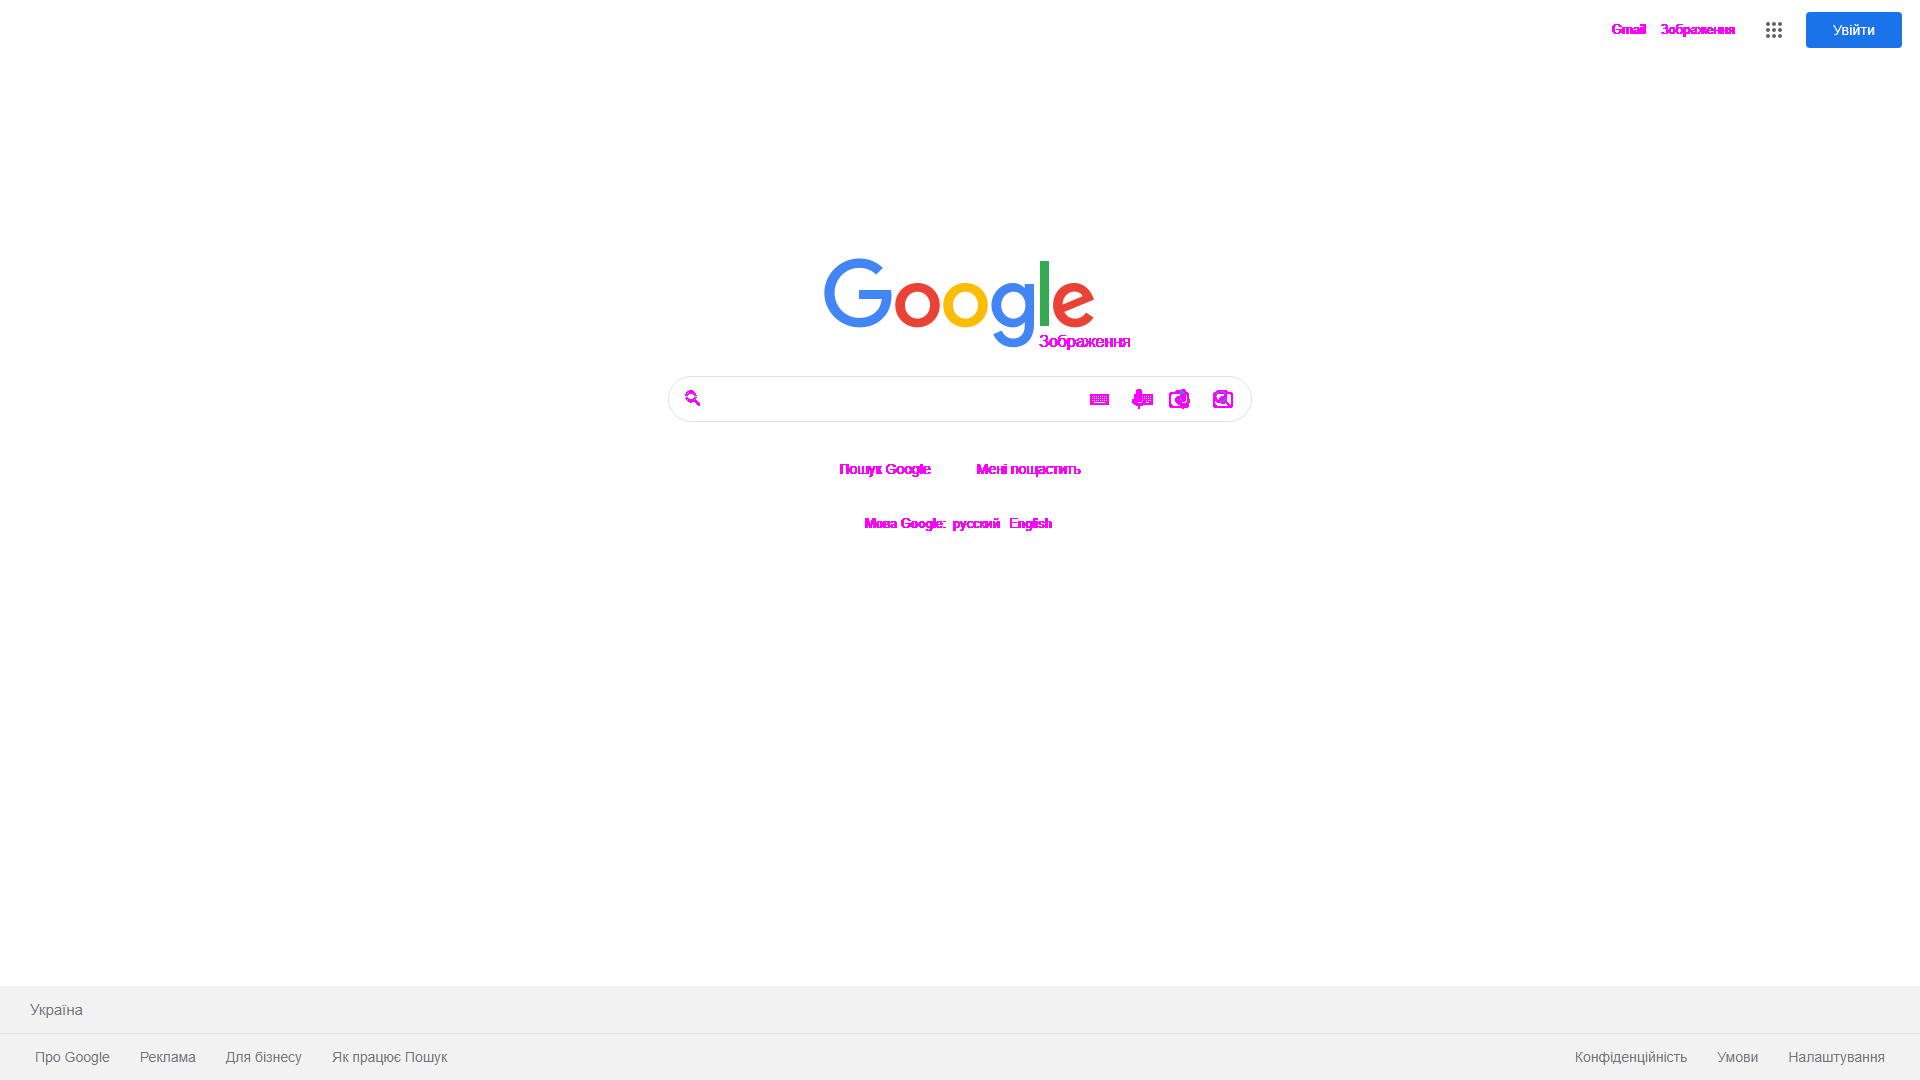 Gmail Зображення Увійти
Google
Зображення
Пошук Google Мені пощастить
Мова Google: русский English
Україна
Про Google Реклама Для бізнесу Як працює Пошук Конфіденційність Умови Налаштування